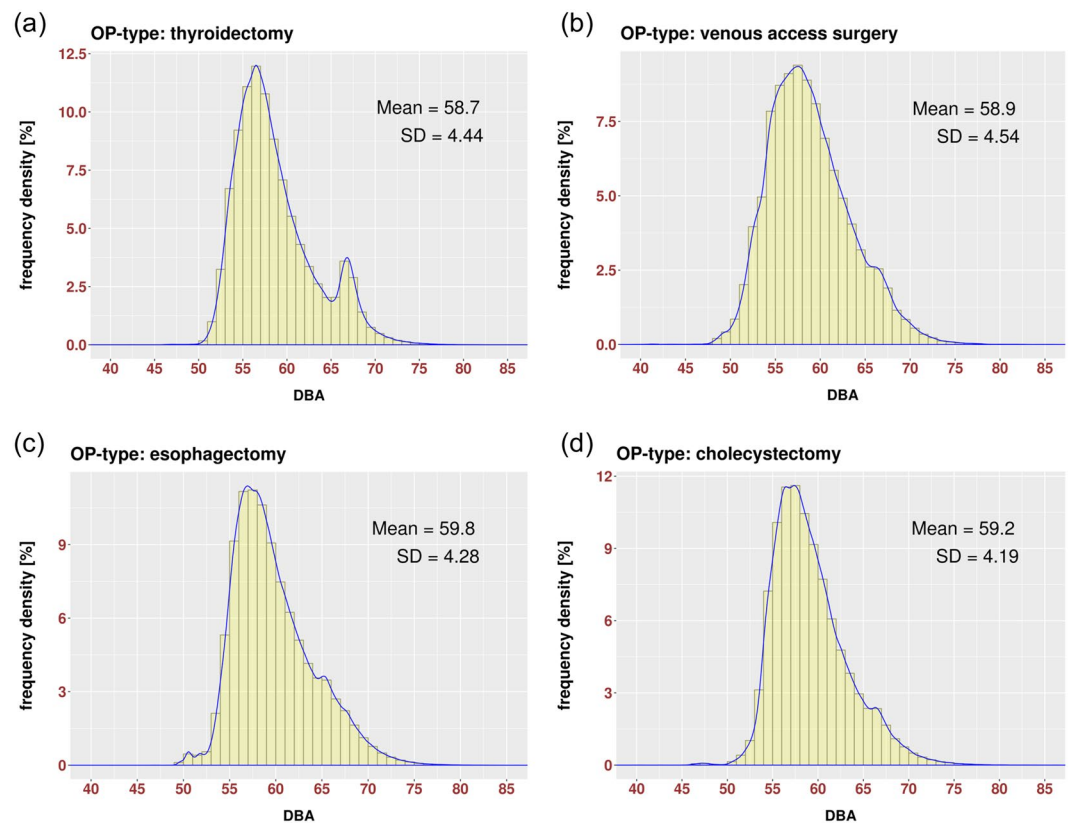 (a)
OP-type: thyroidectomy
12.5
10.0
7.5
5.0
2.5
0.0
frequency density [%]
Mean = 58.7
SD = 4.44
40 45 50 55 60 65 70 75 80 85
DBA
(b)
OP-type: venous access surgery
7.5
5.0
2.5
0.0
frequency density [%]
Mean = 58.9
SD = 4.54
40 45 50 55 60 65 70 75 80 85
DBA
(c)
OP-type: esophagectomy
9
6
3
0
frequency density [%]
Mean = 59.8
SD = 4.28
40 45 50 55 60 65 70 75 80 85
DBA
(d)
OP-type: cholecystectomy
12
9
6
3
0
frequency density [%]
Mean = 59.2
SD = 4.19
40 45 50 55 60 65 70 75 80 85
DBA